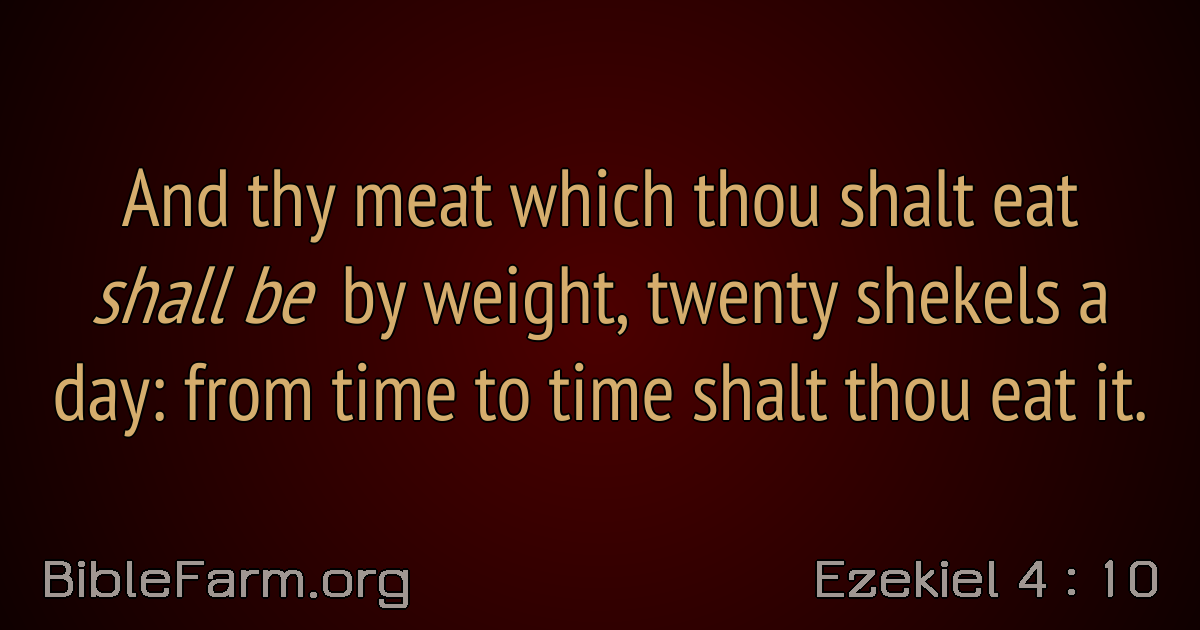 And thy meat which thou shalt eat
shall be by weight, twenty shekels a
day: from time to time shalt thou eat it.
BibleFarm.org
Ezekiel 4 : 10